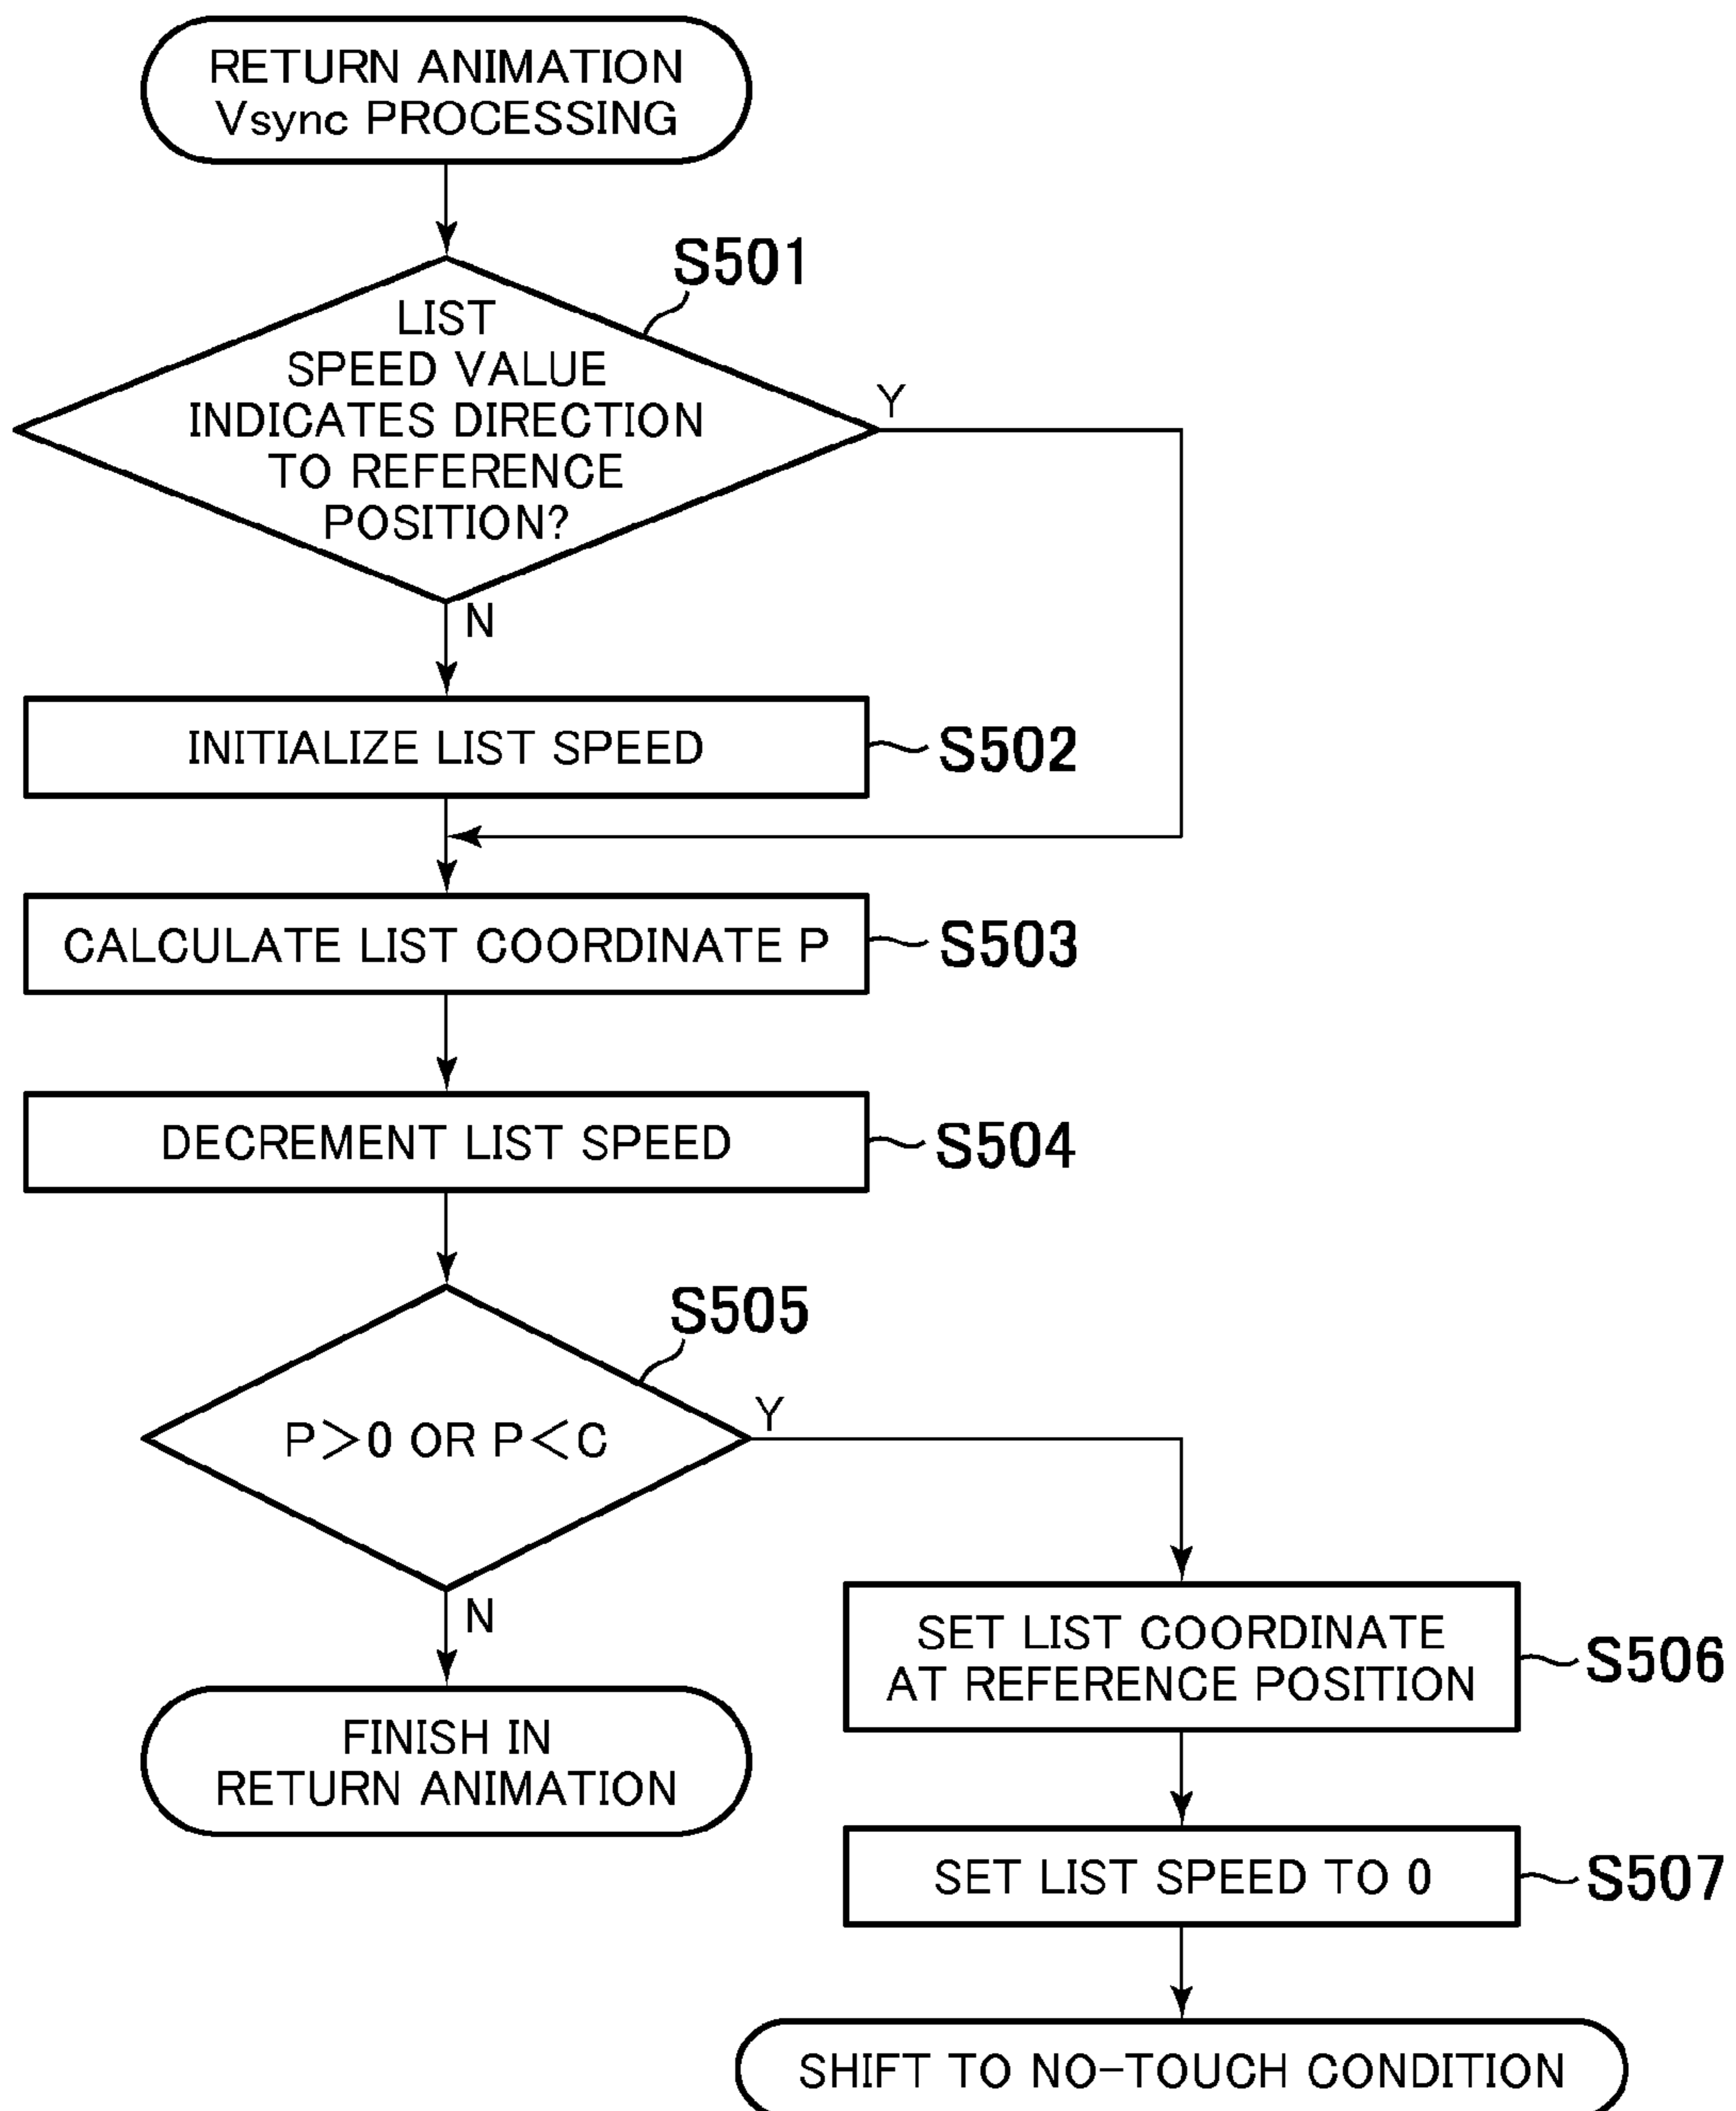 RETURN ANIMATION
Vsync PROCESSING
S501
LIST
SPEED VALUE
INDICATES DIRECTION
TO REFERENCE
POSITION?
Y
N
INITIALIZE LIST SPEED
S502
CALCULATE LIST COORDINATE P
S503
DECREMENT LIST SPEED
S504
S505
P>0 OR P<C
Y
N
FINISH IN
RETURN ANIMATION
SET LIST COORDINATE
AT REFERENCE POSITION
S506
SET LIST SPEED TO 0
S507
SHIFT TO NO-TOUCH CONDITION